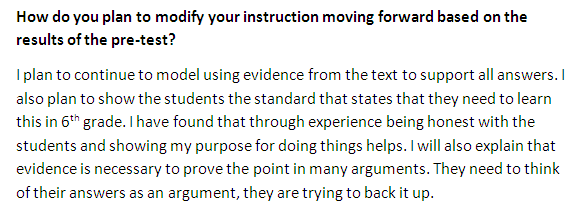 How do you plan to modify your instruction moving forward based on the
results of the pre-test?
I plan to continue to model using evidence from the text to support all answers. I
also plan to show the students the standard that states that they need to learn
this in 6th grade. I have found that through experience being honest with the
students and showing my purpose for doing things helps. I will also explain that
evidence is necessary to prove the point in many arguments. They need to think
of their answers as an argument, they are trying to back it up.